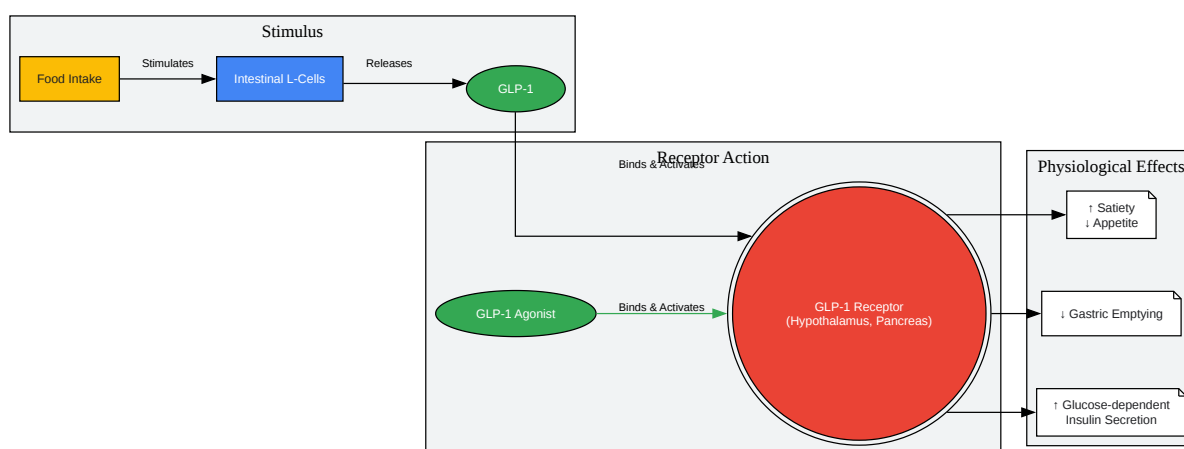 Stimulus
Food Intake
Stimulates
Intestinal L-Cells
Releases
GLP-1
Receptor Action
Binds & Activates
GLP-1 Agonist
Binds & Activates
GLP-1 Receptor
(Hypothalamus, Pancreas)
Physiological Effects
↑ Satiety
↓ Appetite
↓ Gastric Emptying
↑ Glucose-dependent
Insulin Secretion